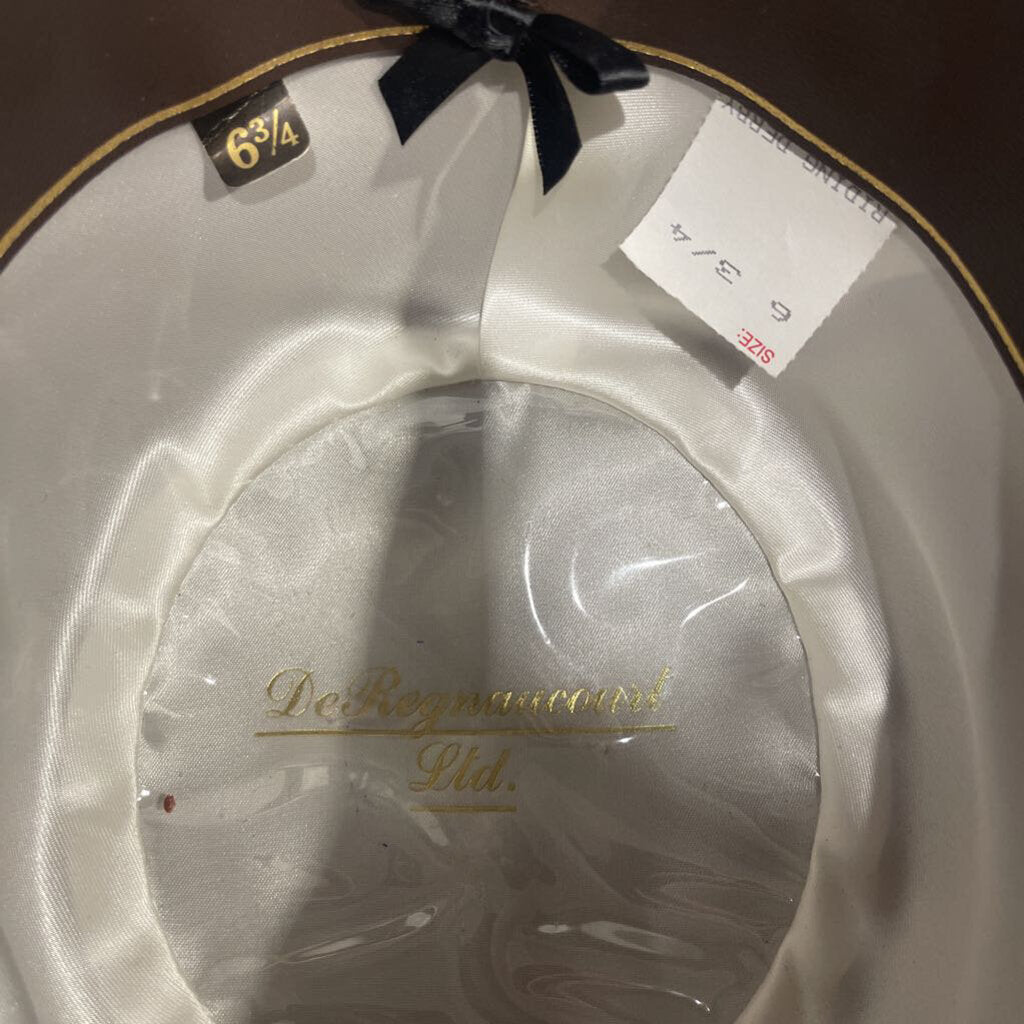 6¾
RIDING DERBY
6 3/4
SIZE:
DeRegnaucourt
Ltd.